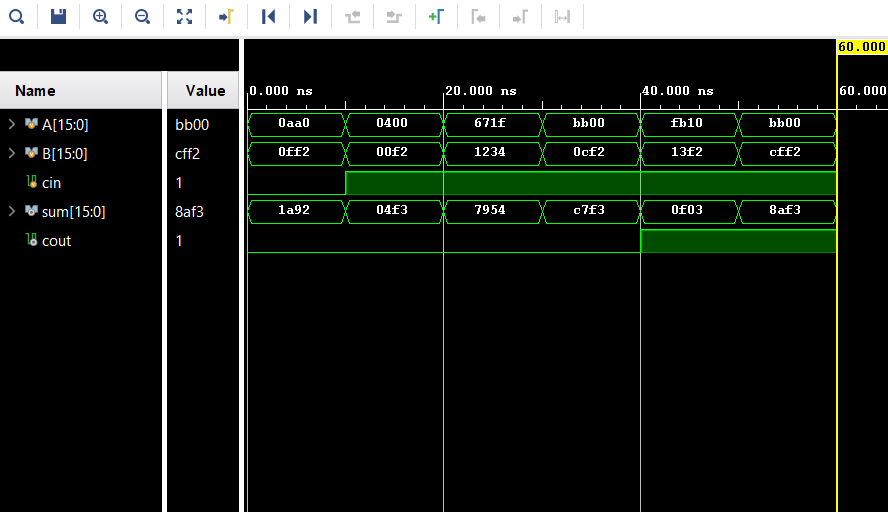 60.000
Name Value 0.000 ns 20.000 ns 40.000 ns 60.000
A[15:0] bb00 0aa0 0400 671f bb00 fb10 bb00
B[15:0] cff2 0ff2 00f2 1234 0cf2 13f2 cff2
cin 1
sum[15:0] 8af3 1a92 04f3 7954 c7f3 0f03 8af3
cout 1